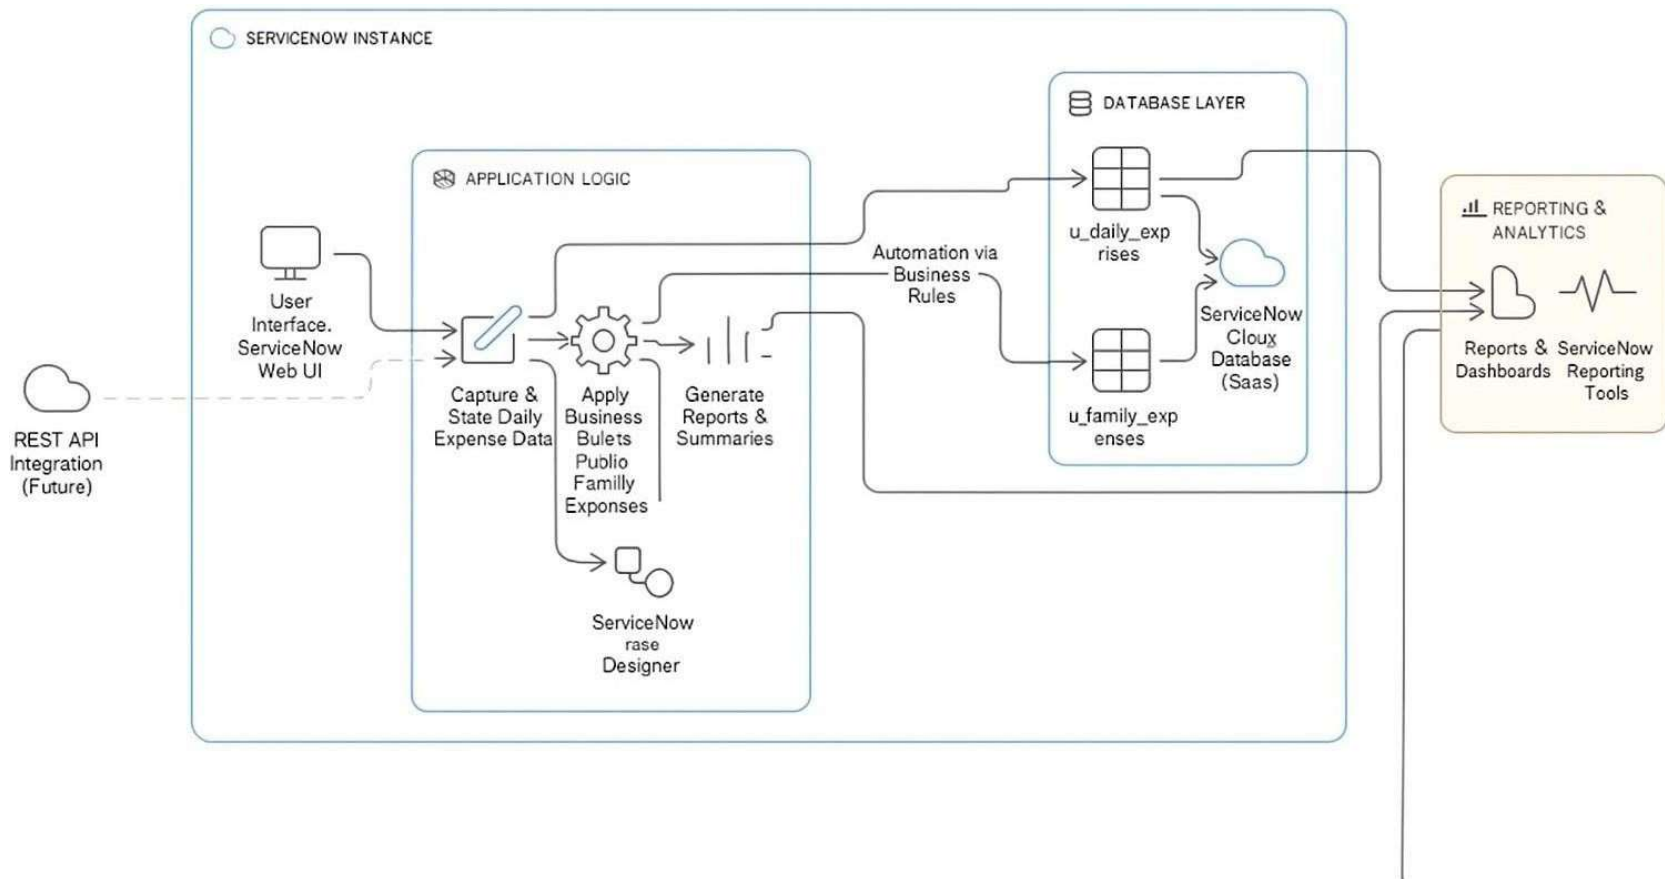 SERVICENOW INSTANCE
DATABASE LAYER
APPLICATION LOGIC
REPORTING &
ANALYTICS
u_daily_exp
rises
Automation via
Business
Rules
User
Interface.
ServiceNow
Web UI
ServiceNow
Cloux
Database
(Saas)
Reports &
Dashboards
ServiceNow
Reporting
Tools
Capture &
State Daily
Expense Data
Apply
Business
Bulets
Publio
Familly
Exponses
Generate
Reports &
Summaries
u_family_exp
enses
REST API
Integration
(Future)
ServiceNow
rase
Designer